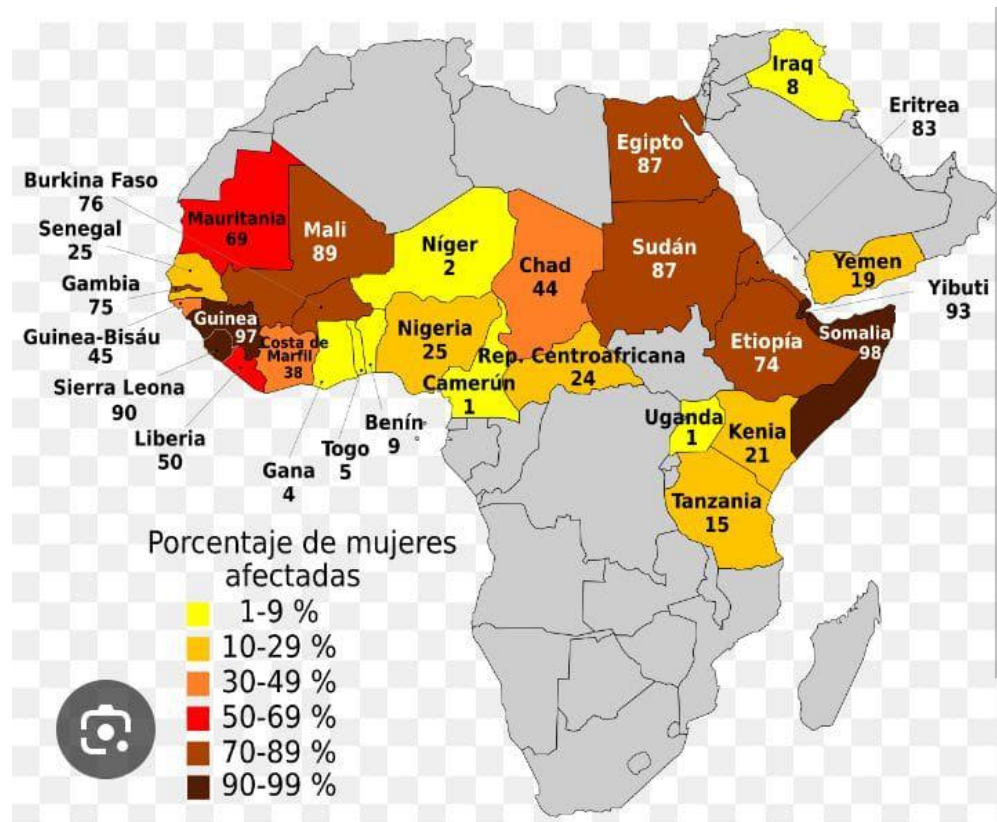 Iraq
8
Eritrea
83
Egipto
87
Burkina Faso
76
Senegal
25
Mauritania
69
Mali
89
Níger
2
Chad
44
Sudán
87
Yemen
19
Yibuti
93
Gambia
75
Guinea-Bisáu
45
Guinea
97
Costa de
Marfil
38
Nigeria
25
Rep. Centroafricana
24
Etiopía
74
Somalia
98
Sierra Leona
90
Camerún
1
Uganda
1
Kenia
21
Liberia
50
Gana
4
Togo
5
Benín
9
Tanzania
15
Porcentaje de mujeres
afectadas
1-9 %
10-29 %
30-49 %
50-69 %
70-89 %
90-99 %